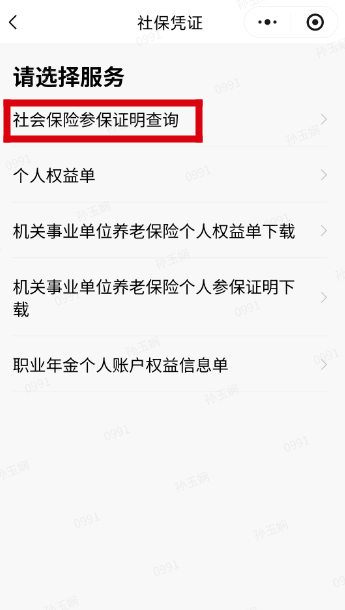 社保凭证
请选择服务
社会保险参保证明查询
个人权益单
机关事业单位养老保险个人权益单下载
机关事业单位养老保险个人参保证明下
载
职业年金个人账户权益信息单